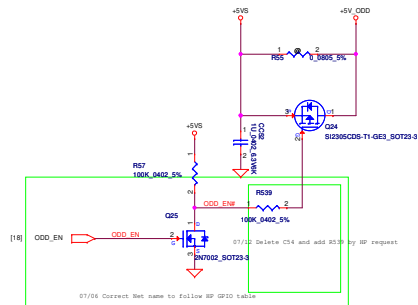 +5VS
+5V_ODD
1
2
R55
@
0_0805_5%
3
1
Q24
SI2305CDS-T1-GE3_SOT23-3
2
1
CC52
1U_0402_6.3V6K
2
+5VS
1
R57
100K_0402_5%
2
ODD_EN#
1
R539
2
100K_0402_5%
Q25
1
D
[18]
ODD_EN
ODD_EN
2
G
S
3
2N7002_SOT23-3
07/12 Delete C54 and add R539 by HP request
07/06 Correct Net name to follow HP GPIO table